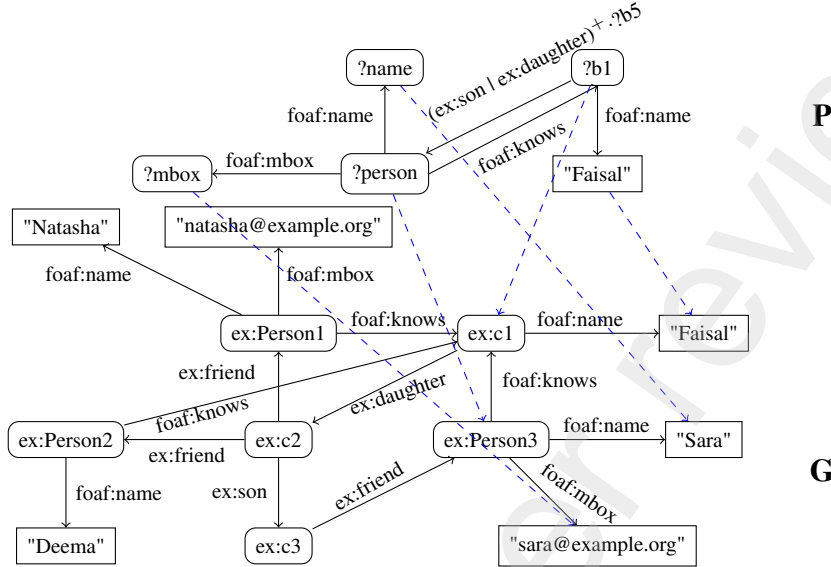 (ex:son | ex:daughter)⁺·?b5
?name
?b1
P
foaf:name
foaf:knows
foaf:name
foaf:mbox
?mbox
?person
"Faisal"
"Natasha"
"natasha@example.org"
foaf:name
foaf:mbox
ex:Person1
foaf:knows
ex:c1
foaf:name
"Faisal"
ex:friend
ex:daughter
foaf:knows
foaf:knows
ex:Person2
ex:friend
ex:c2
ex:Person3
foaf:name
"Sara"
foaf:name
ex:son
ex:friend
foaf:mbox
G
"Deema"
ex:c3
"sara@example.org"
er review